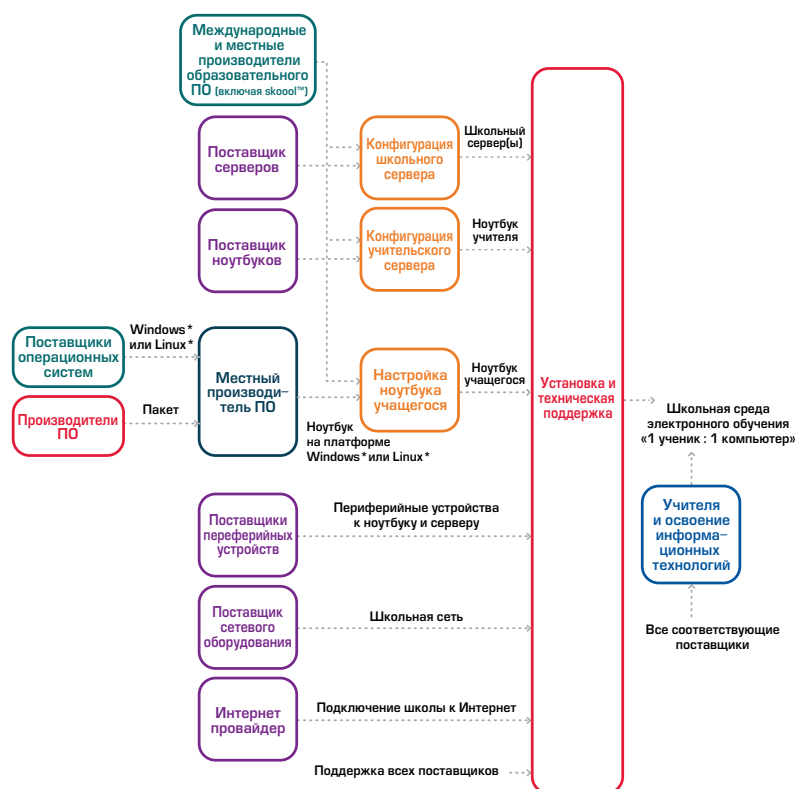 Международные
и местные
производители
образовательного
ПО (включая skoool™)
Поставщик
серверов
Конфигурация
школьного
сервера
Школьный
сервер(ы)
Поставщик
ноутбуков
Конфигурация
учительского
сервера
Ноутбук
учителя
Поставщики
операционных
систем
Windows*
или Linux*
Производители
ПО
Пакет
Местный
производи–
тель ПО
Ноутбук
на платформе
Windows* или Linux*
Настройка
ноутбука
учащегося
Ноутбук
учащегося
Установка и
техническая
поддержка
Школьная среда
электронного обучения
«1 ученик : 1 компьютер»
Учителя
и освоение
информа–
ционных
технологий
Все соответствующие
поставщики
Поставщики
переферийных
устройств
Периферийные устройства
к ноутбуку и серверу
Поставщик
сетевого
оборудования
Школьная сеть
Интернет
провайдер
Подключение школы к Интернет
Поддержка всех поставщиков